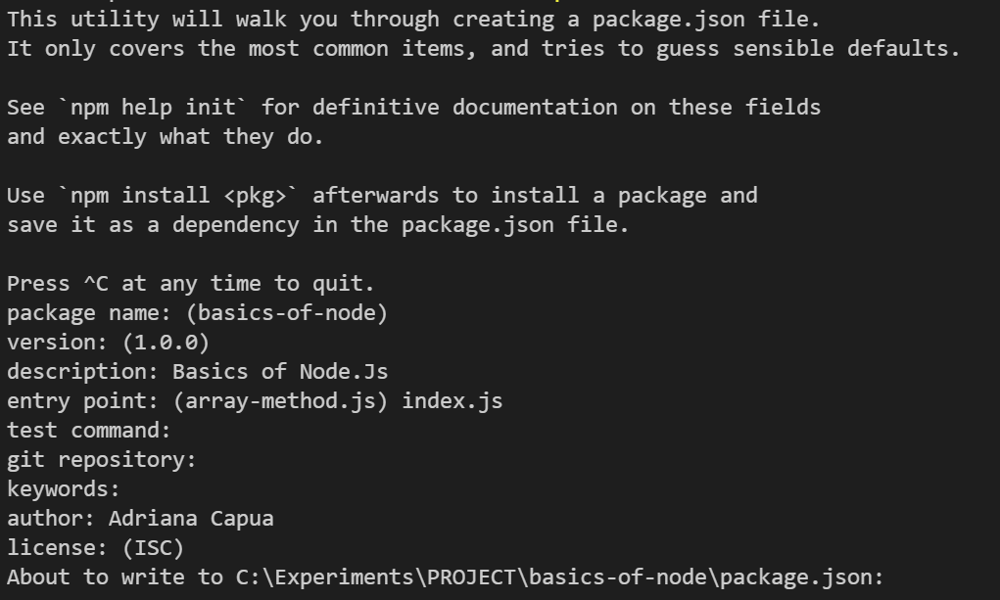 This utility will walk you through creating a package.json file.
It only covers the most common items, and tries to guess sensible defaults.
See `npm help init` for definitive documentation on these fields
and exactly what they do.
Use `npm install <pkg>` afterwards to install a package and
save it as a dependency in the package.json file.
Press ^C at any time to quit.
package name: (basics-of-node)
version: (1.0.0)
description: Basics of Node.Js
entry point: (array-method.js) index.js
test command:
git repository:
keywords:
author: Adriana Capua
license: (ISC)
About to write to C:\Experiments\PROJECT\basics-of-node\package.json: